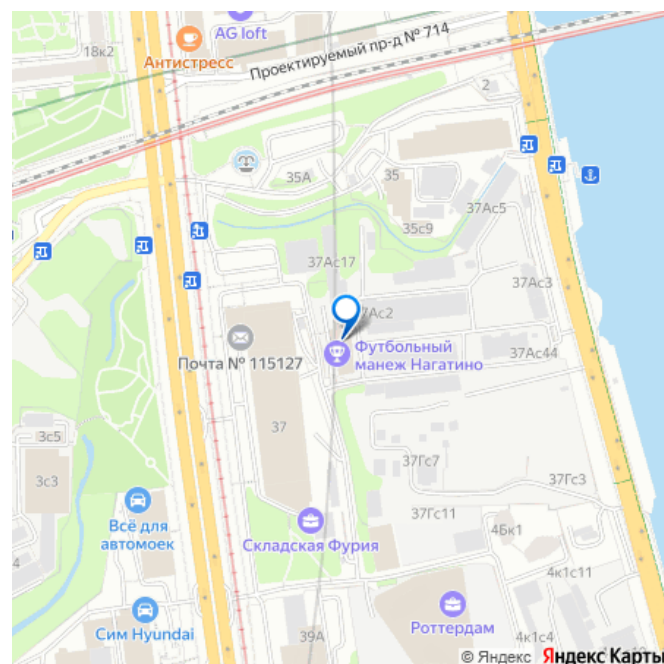 AG loft
18к2
Антистресс
Проектируемый пр-д № 714
2
35А
35
37Ас5
35с9
37Ас17
37Ас3
37Ас2
Футбольный
манеж Нагатино
37Ас44
Почта № 115127
37
3с5
3с3
37Гс7
37Гс3
37Гс11
Всё для
автомоек
Складская Фурия
4Бк1
4
4к1с11
Сим Hyundai
Роттердам
39А
4к1с4
© Яндекс Яндекс Карты